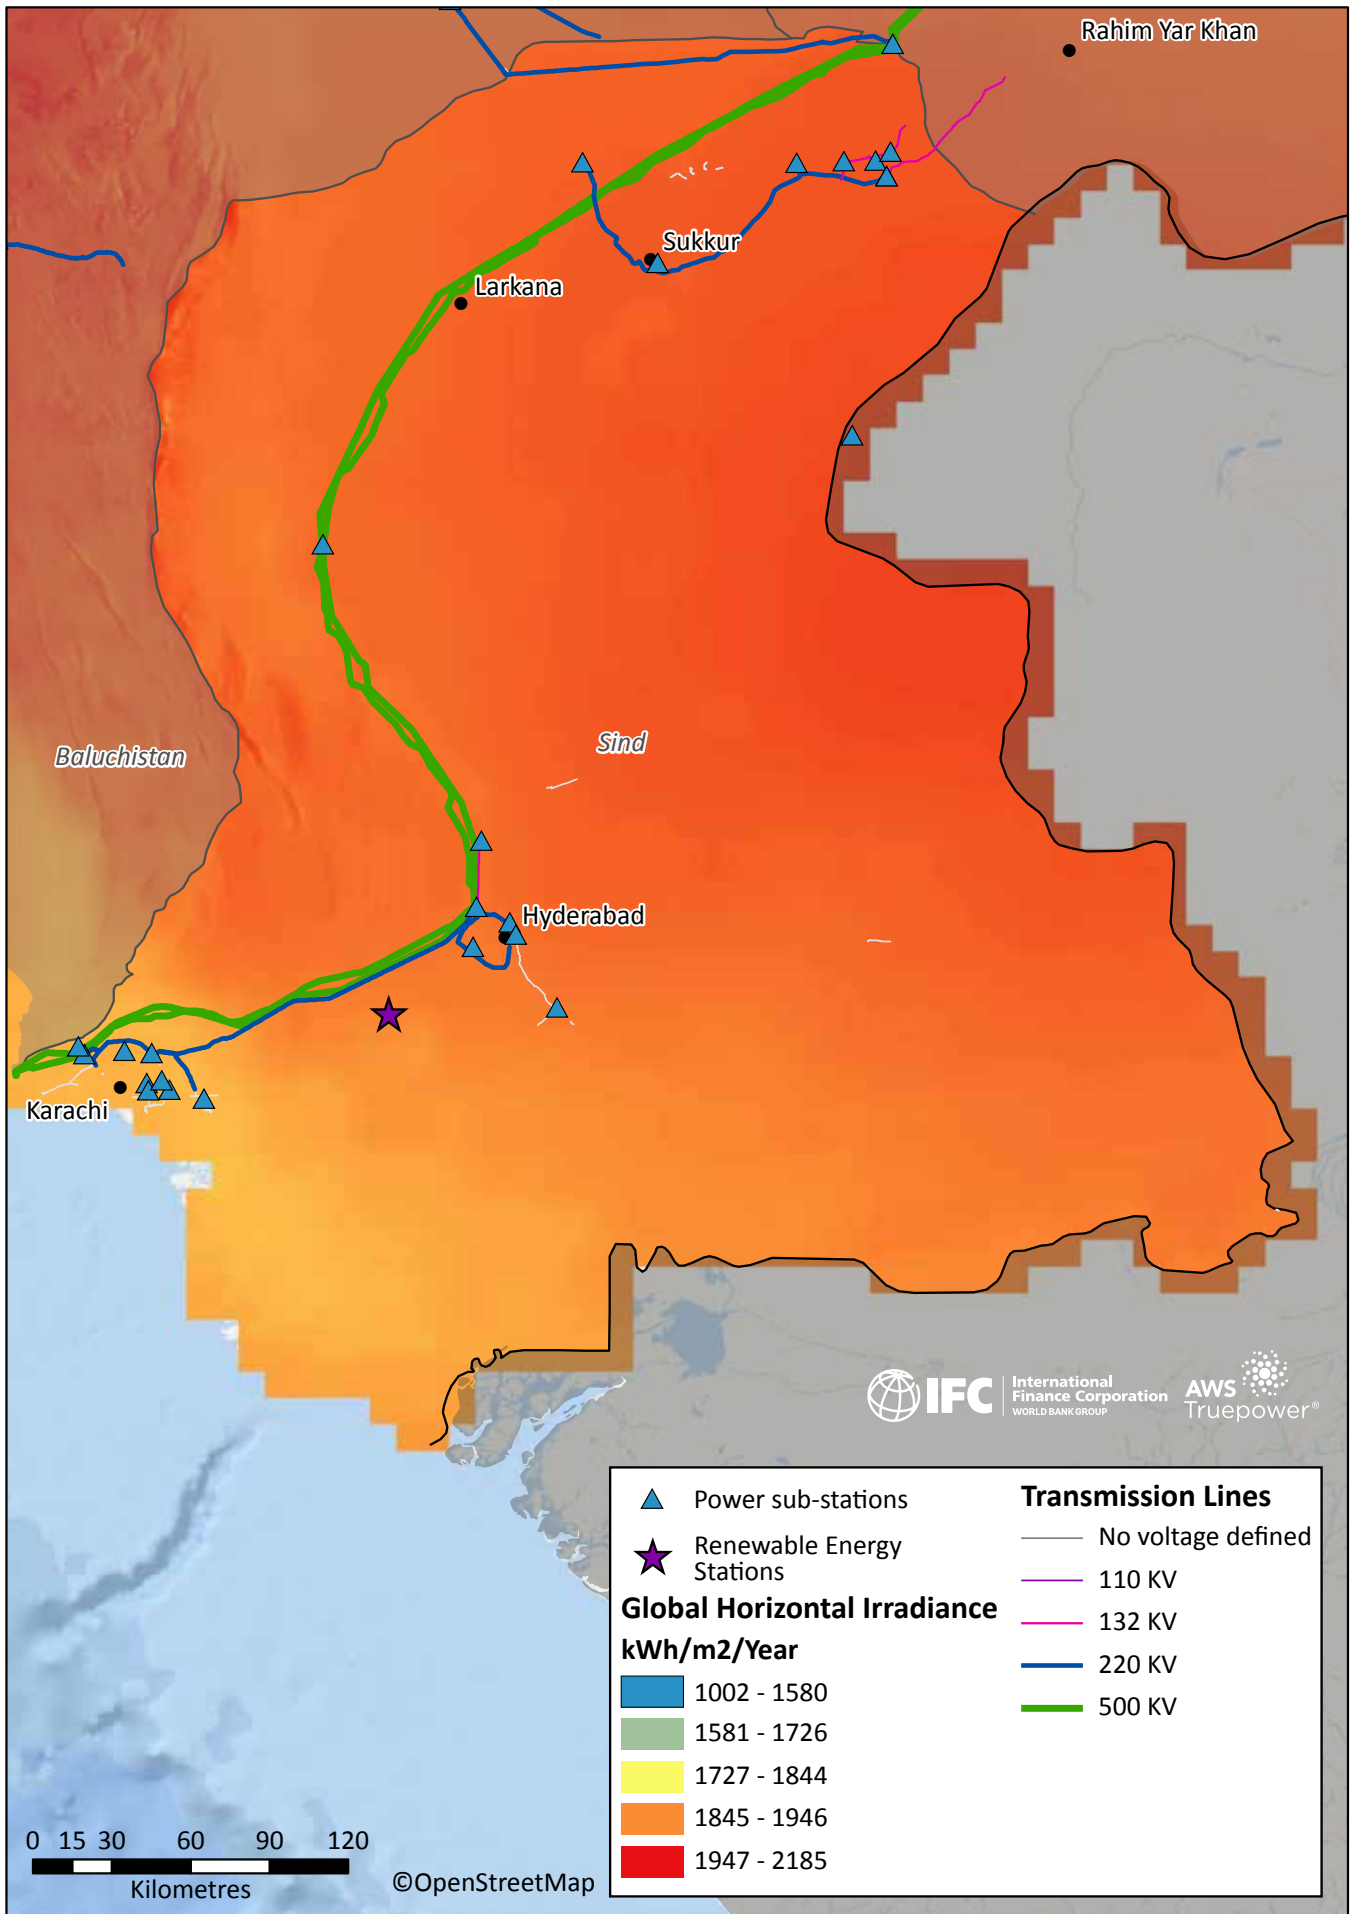 Rahim Yar Khan
Sukkur
Larkana
Baluchistan
Sind
Hyderabad
Karachi
IFC
International
Finance Corporation
WORLD BANK GROUP
AWS
Truepower®
Power sub-stations
Renewable Energy
Stations
Global Horizontal Irradiance
kWh/m2/Year
1002 - 1580
1581 - 1726
1727 - 1844
1845 - 1946
1947 - 2185
Transmission Lines
No voltage defined
110 KV
132 KV
220 KV
500 KV
0 15 30 60 90 120
Kilometres
©OpenStreetMap